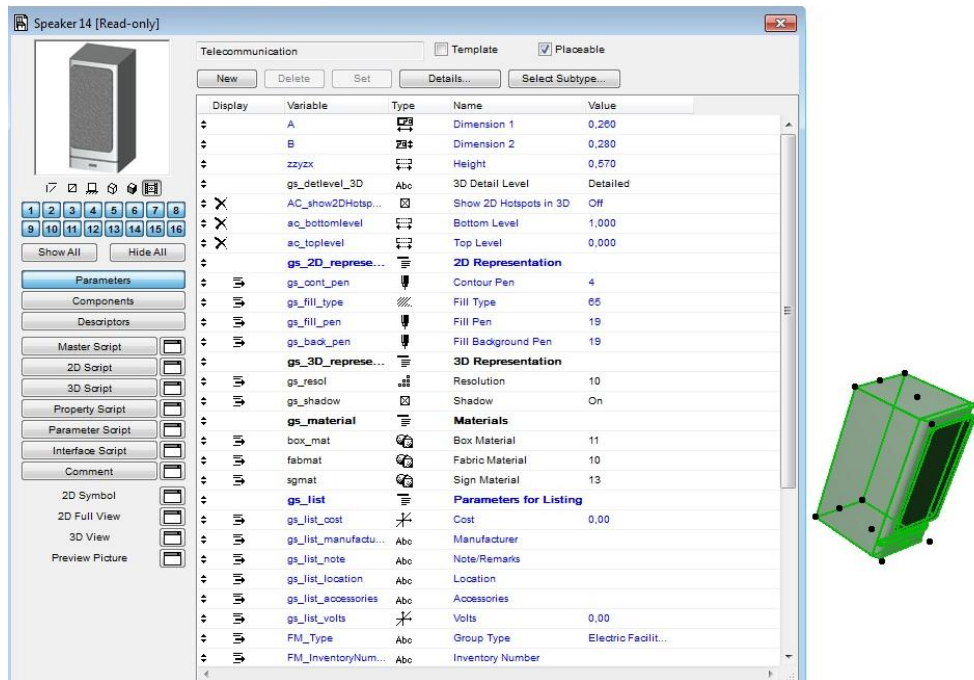 Speaker 14 [Read-only]
Telecommunication Template Placeable
New Delete Set Details... Select Subtype...
Display Variable Type Name Value
A Dimension 1 0,260
B Dimension 2 0,280
zzyzx Height 0,570
gs_detlevel_3D Abc 3D Detail Level Detailed
AC_show2DHotsp... Show 2D Hotspots in 3D Off
ac_bottomlevel Bottom Level 1,000
ac_toplevel Top Level 0,000
gs_2D_represe... 2D Representation
gs_cont_pen Contour Pen 4
gs_fill_type Fill Type 65
gs_fill_pen Fill Pen 19
gs_back_pen Fill Background Pen 19
gs_3D_represe... 3D Representation
gs_resol Resolution 10
gs_shadow Shadow On
gs_material Materials
box_mat Box Material 11
fabmat Fabric Material 10
sgmat Sign Material 13
gs_list Parameters for Listing
gs_list_cost Cost 0,00
gs_list_manufactu... Abc Manufacturer
gs_list_note Abc Note/Remarks
gs_list_location Abc Location
gs_list_accessories Abc Accessories
gs_list_volts Volts 0,00
FM_Type Abc Group Type Electric Facilit...
FM_InventoryNum... Abc Inventory Number
1 2 3 4 5 6 7 8
9 10 11 12 13 14 15 16
Show All Hide All
Parameters
Components
Descriptors
Master Script
2D Script
3D Script
Property Script
Parameter Script
Interface Script
Comment
2D Symbol
2D Full View
3D View
Preview Picture